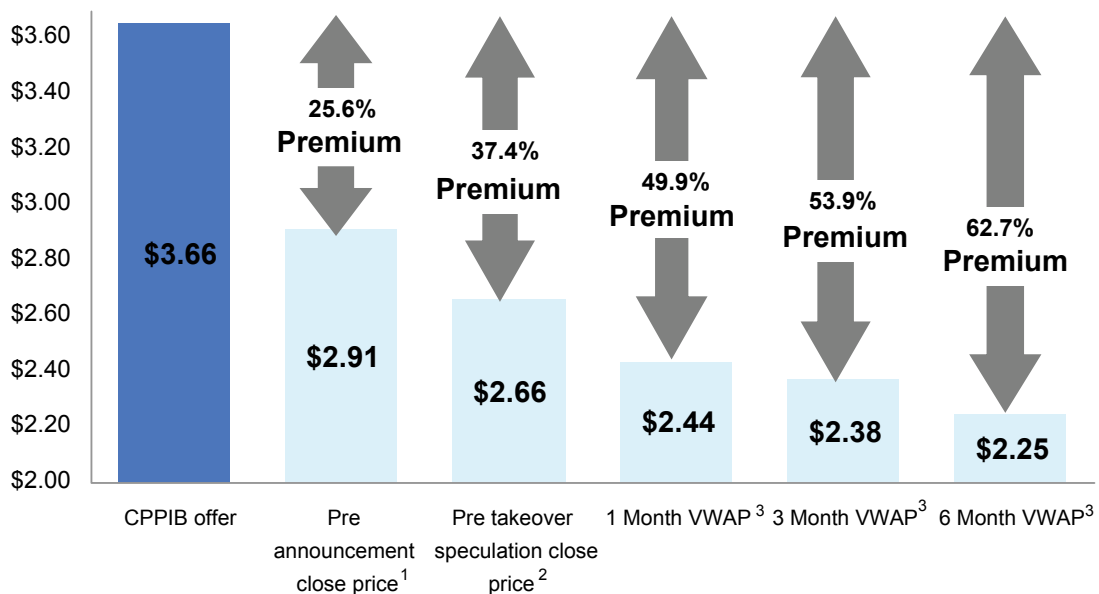 $3.60
$3.40
$3.20
$3.00
$2.80
$2.60
$2.40
$2.20
$2.00
25.6%
Premium
37.4%
Premium
49.9%
Premium
53.9%
Premium
62.7%
Premium
$3.66
$2.91
$2.66
$2.44
$2.38
$2.25
CPPIB offer
Pre
announcement
close price1
Pre takeover
speculation close
price2
1 Month VWAP3
3 Month VWAP3
6 Month VWAP3